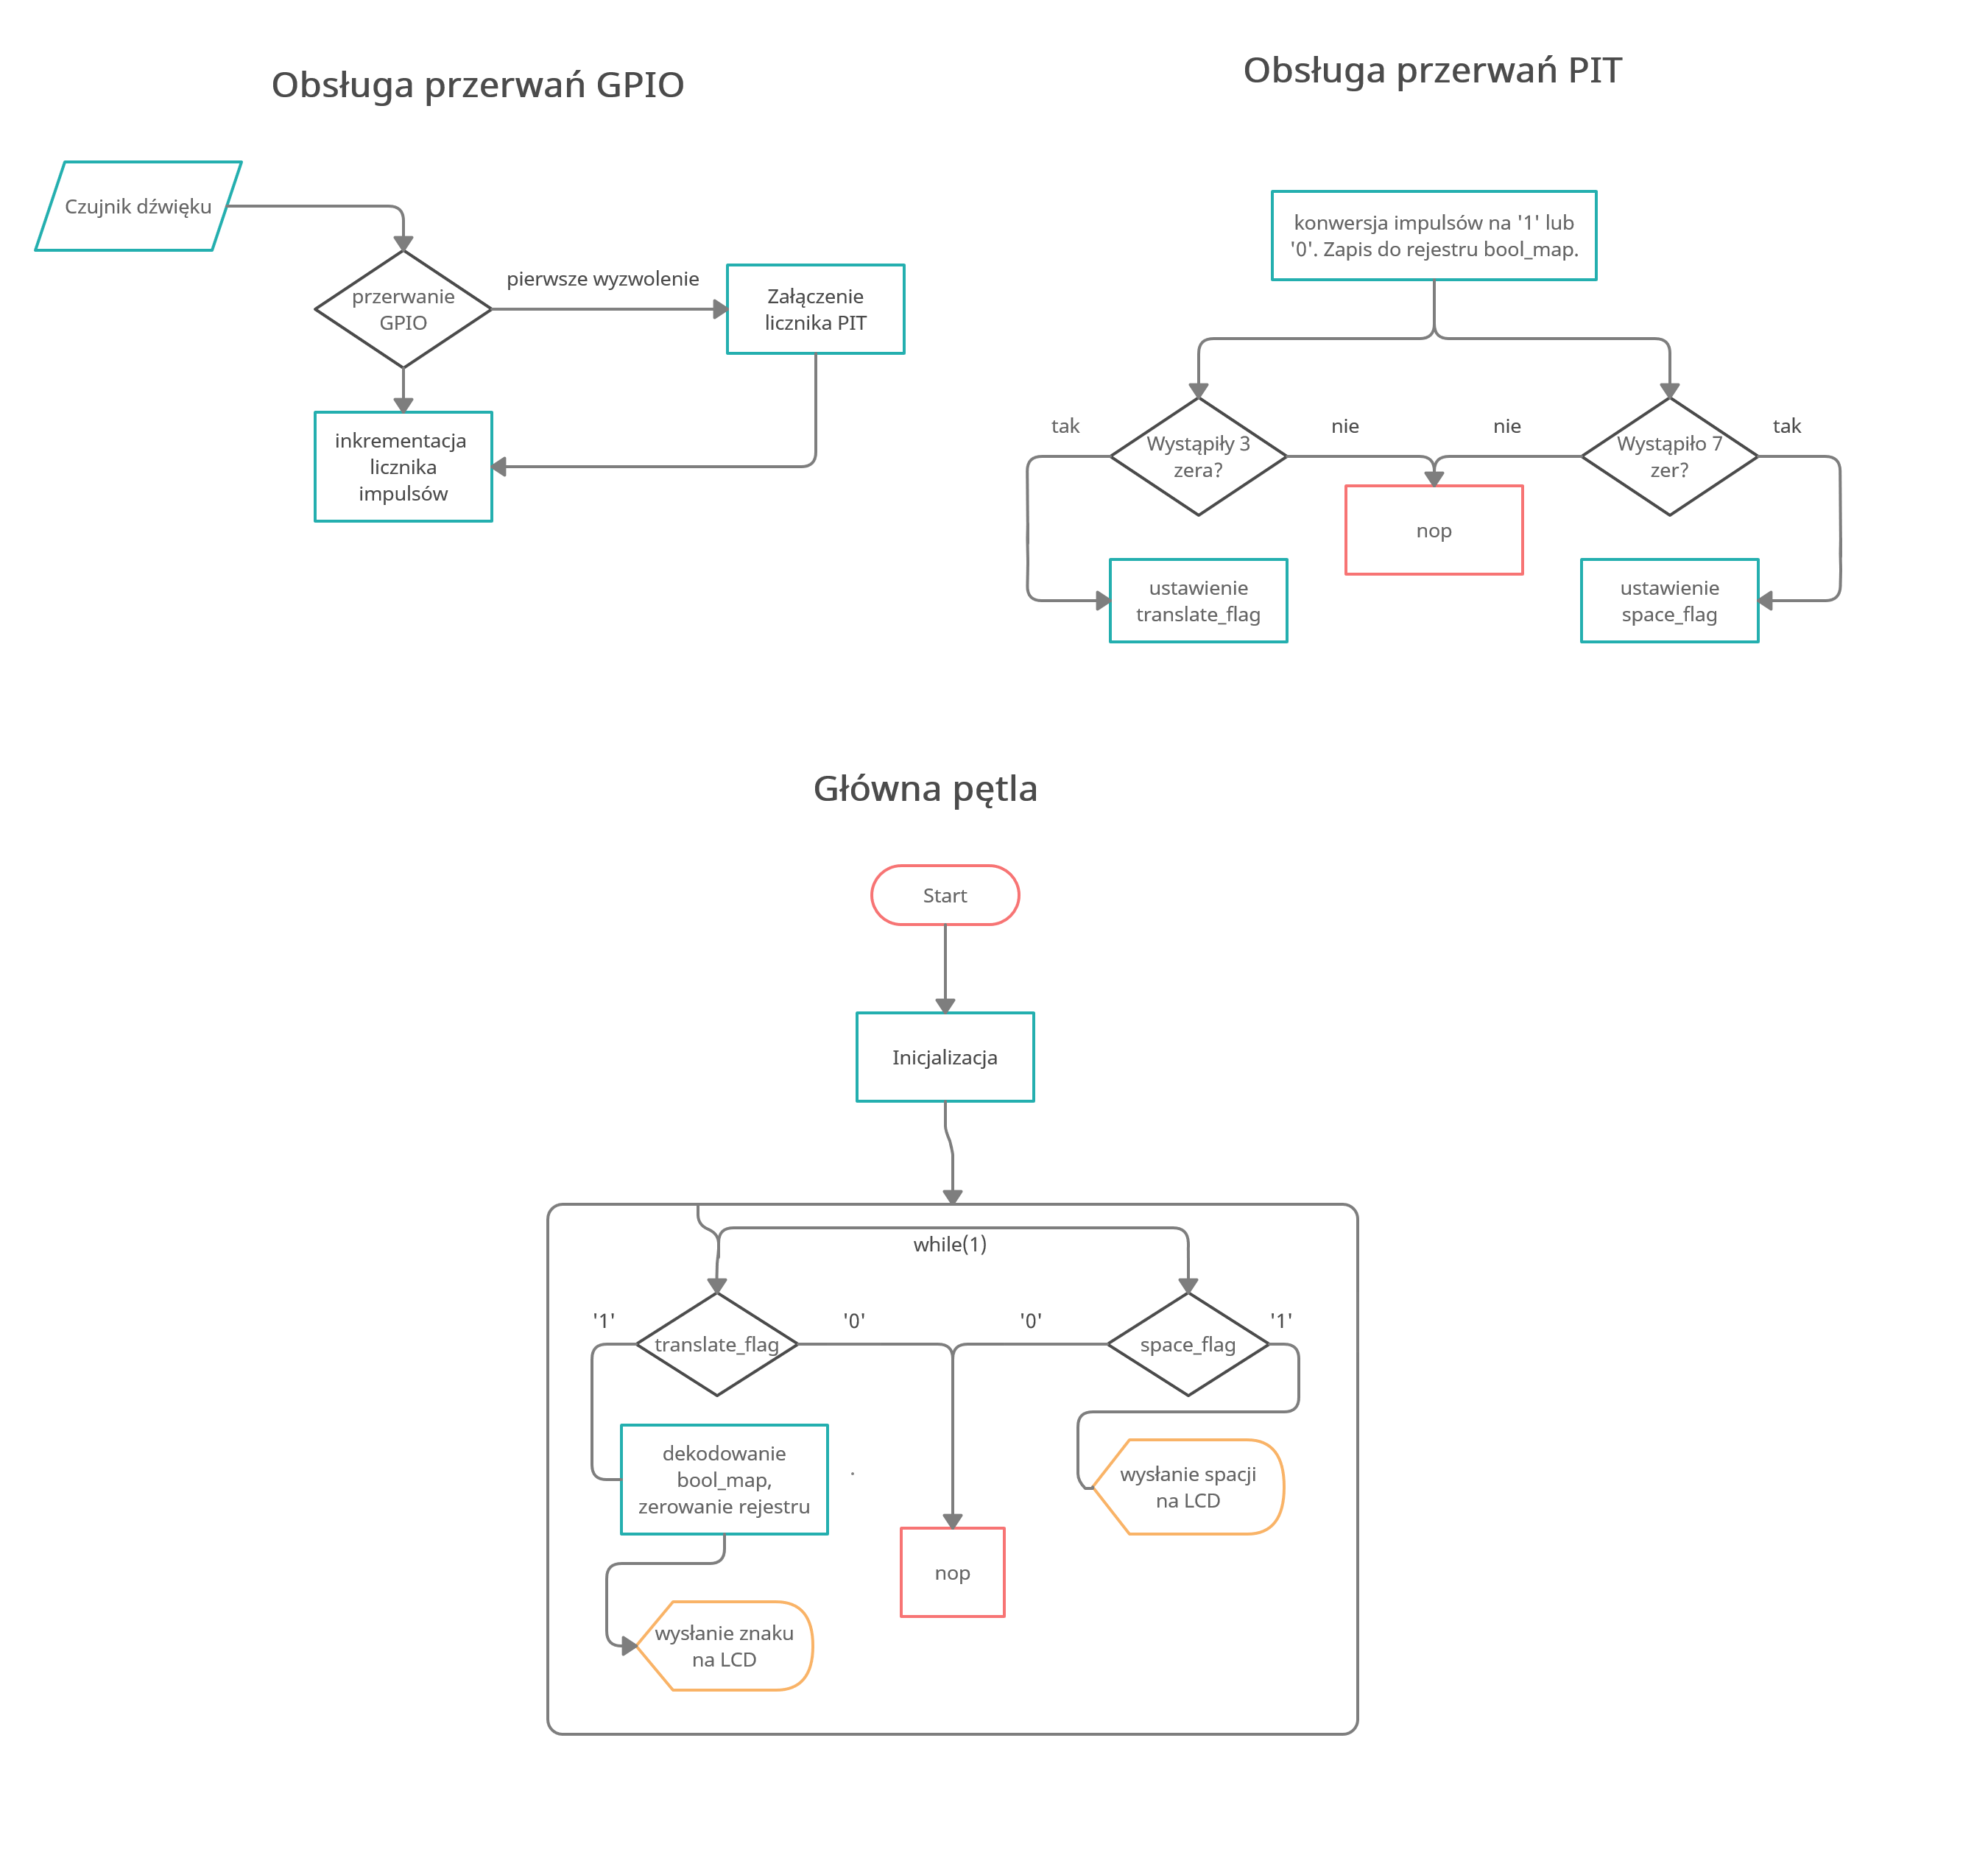 Obsługa przerwań GPIO
Czujnik dźwięku
przerwanie
GPIO
pierwsze wyzwolenie
Załączenie
licznika PIT
inkrementacja
licznika
impulsów
Obsługa przerwań PIT
konwersja impulsów na '1' lub
'0'. Zapis do rejestru bool_map.
tak
Wystąpiły 3
zera?
nie
nie
Wystąpiło 7
zer?
tak
nop
ustawienie
translate_flag
ustawienie
space_flag
Główna pętla
Start
Inicjalizacja
while(1)
'1'
translate_flag
'0'
'0'
space_flag
'1'
dekodowanie
bool_map,
zerowanie rejestru
.
wysłanie spacji
na LCD
nop
wysłanie znaku
na LCD